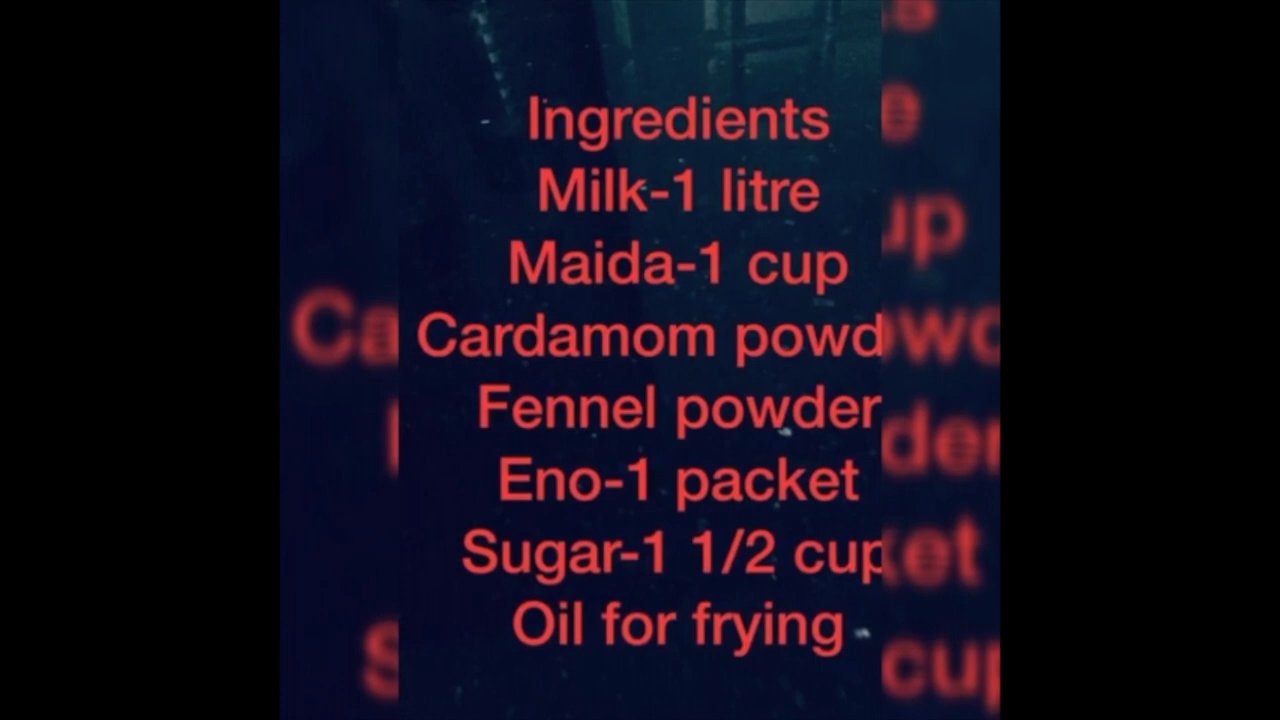 Ingredients
Milk-1 litre
Maida-1 cup
Cardamom powd
Fennel powder
Eno-1 packet
Sugar-1 1/2 cup
Oil for frying